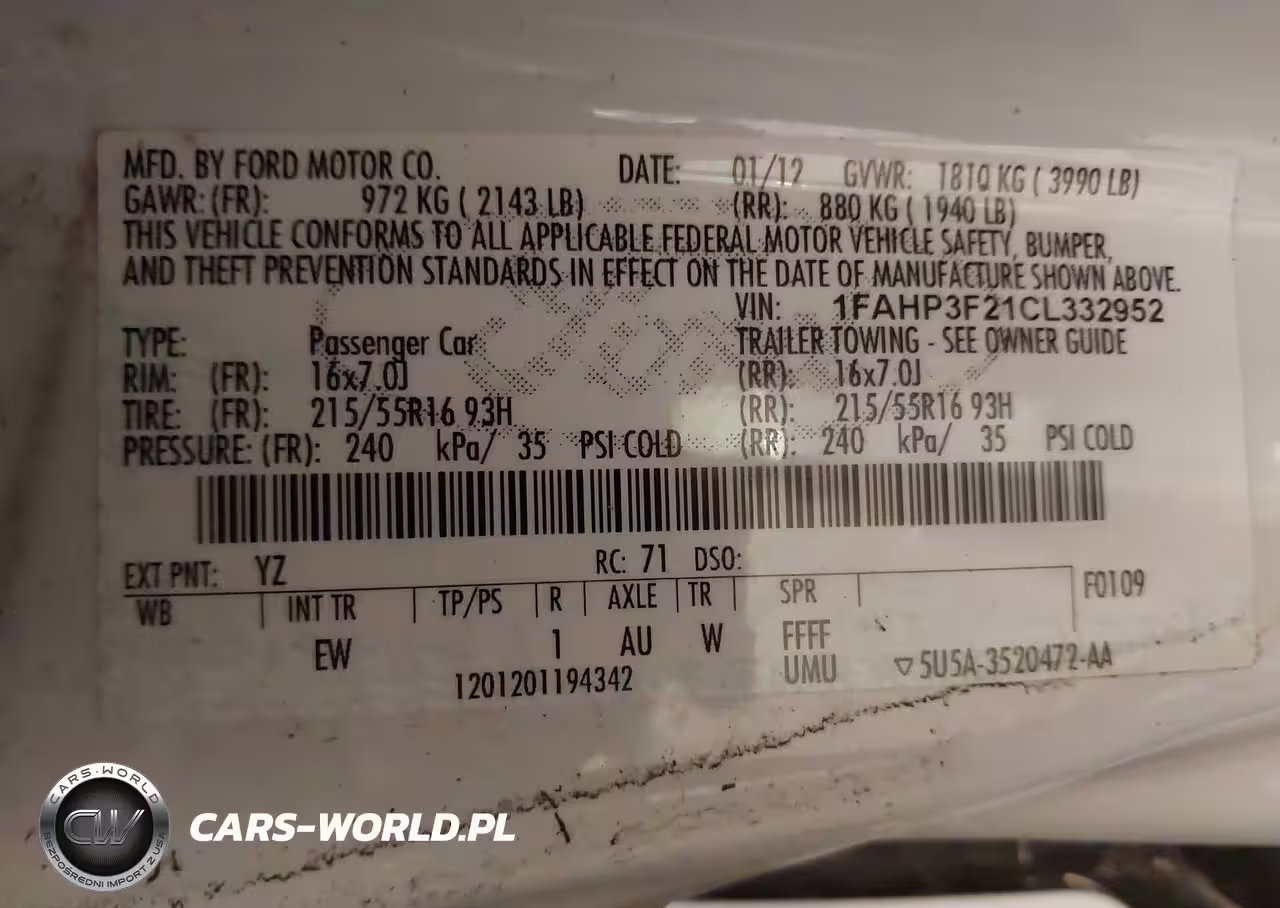 MFD. BY FORD MOTOR CO. DATE: 01/12 GVWR: 1810 KG ( 3990 LB)
GAWR: (FR): 972 KG ( 2143 LB) (RR): 880 KG ( 1940 LB)
THIS VEHICLE CONFORMS TO ALL APPLICABLE FEDERAL MOTOR VEHICLE SAFETY, BUMPER,
AND THEFT PREVENTION STANDARDS IN EFFECT ON THE DATE OF MANUFACTURE SHOWN ABOVE.
VIN: 1FAHP3F21CL332952
TYPE: Passenger Car TRAILER TOWING - SEE OWNER GUIDE
RIM: (FR): 16x7.0J (RR): 16x7.0J
TIRE: (FR): 215/55R16 93H (RR): 215/55R16 93H
PRESSURE: (FR): 240 kPa/ 35 PSI COLD (RR): 240 kPa/ 35 PSI COLD
EXT PNT: YZ RC: 71 DSO:
WB INT TR TP/PS R AXLE TR SPR F0109
EW 1 AU W FFFF
1201201194342 UMU ▽ 5U5A-3520472-AA
CARS-WORLD
CW
BEZPOŚREDNI IMPORT Z USA
CARS-WORLD.PL